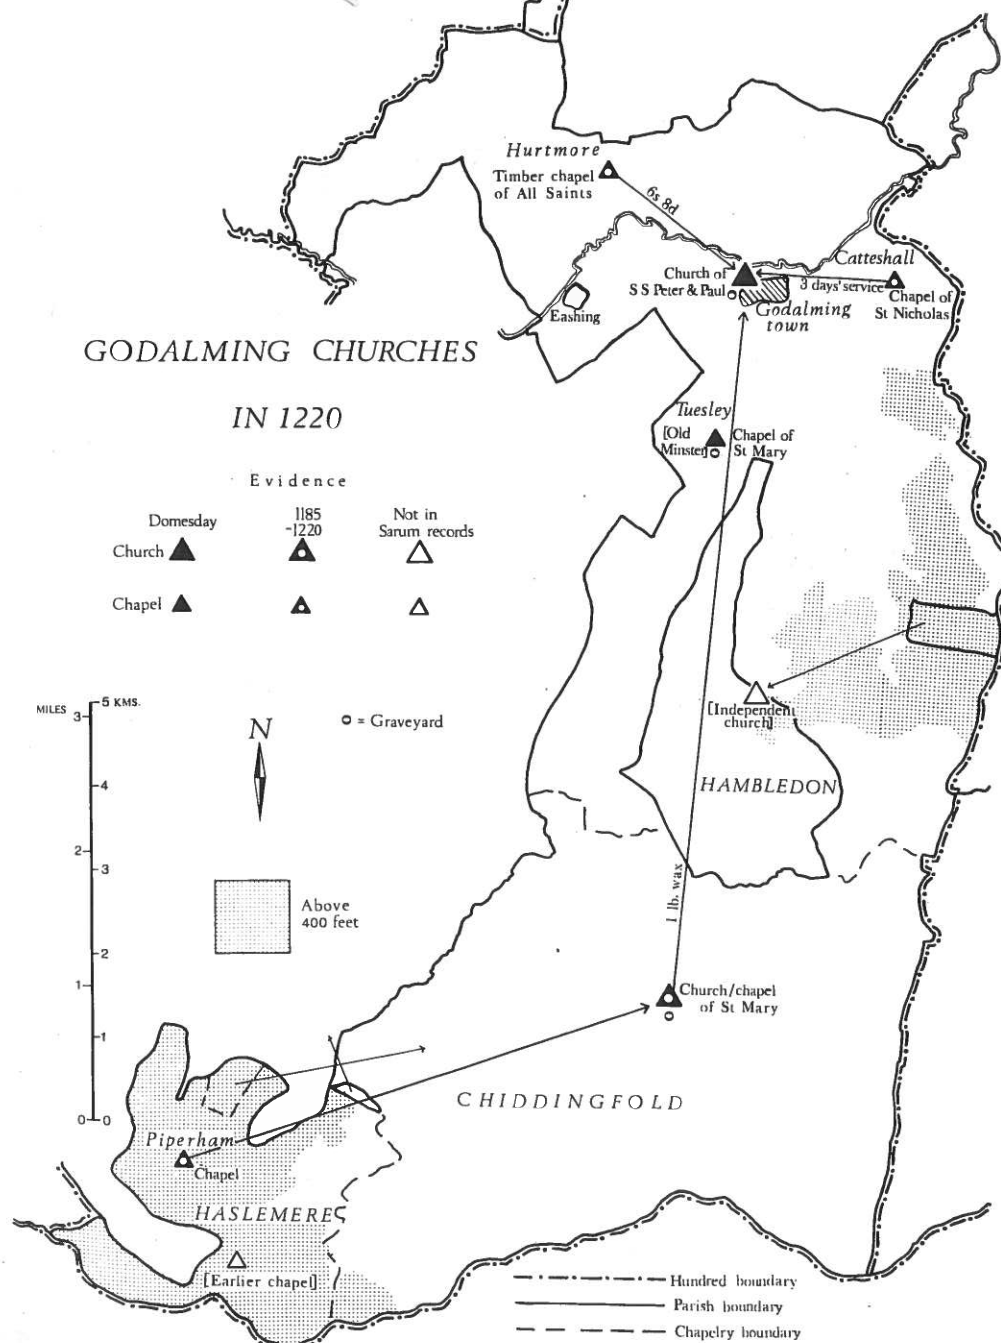 Hurtmore
Timber chapel
of All Saints
6s 8d
Catteshall
Church of
S S Peter & Paul
3 days' service
Chapel of
St Nicholas
Eashing
Godalming
town
GODALMING CHURCHES
IN 1220
Tuesley
[Old
Minster]
Chapel of
St Mary
Evidence
Domesday
1185
-1220
Not in
Sarum records
Church
Chapel
MILES
5 KMS.
3
4
2
3
2
1
1
0
0
N
= Graveyard
[Independent
church]
HAMBLEDON
Above
400 feet
1 lb. wax
Church/chapel
of St Mary
CHIDDINGFOLD
Piperham
Chapel
HASLEMERE
[Earlier chapel]
Hundred boundary
Parish boundary
Chapelry boundary